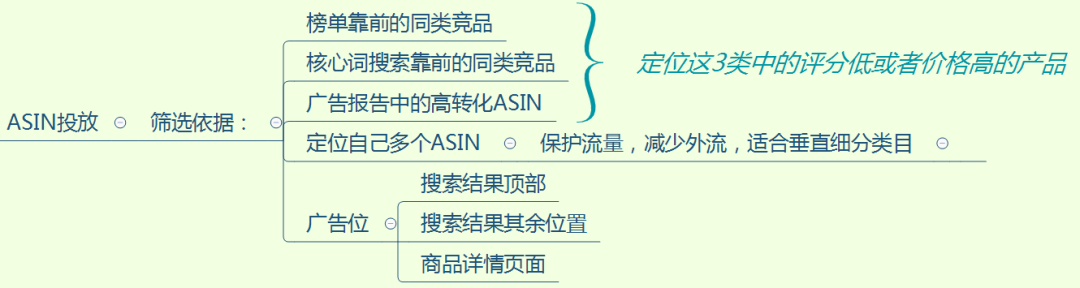 榜单靠前的同类竞品
核心词搜索靠前的同类竞品
定位这3类中的评分低或者价格高的产品
广告报告中的高转化ASIN
ASIN投放
筛选依据：
定位自己多个ASIN
保护流量，减少外流，适合垂直细分类目
搜索结果顶部
广告位
搜索结果其余位置
商品详情页面